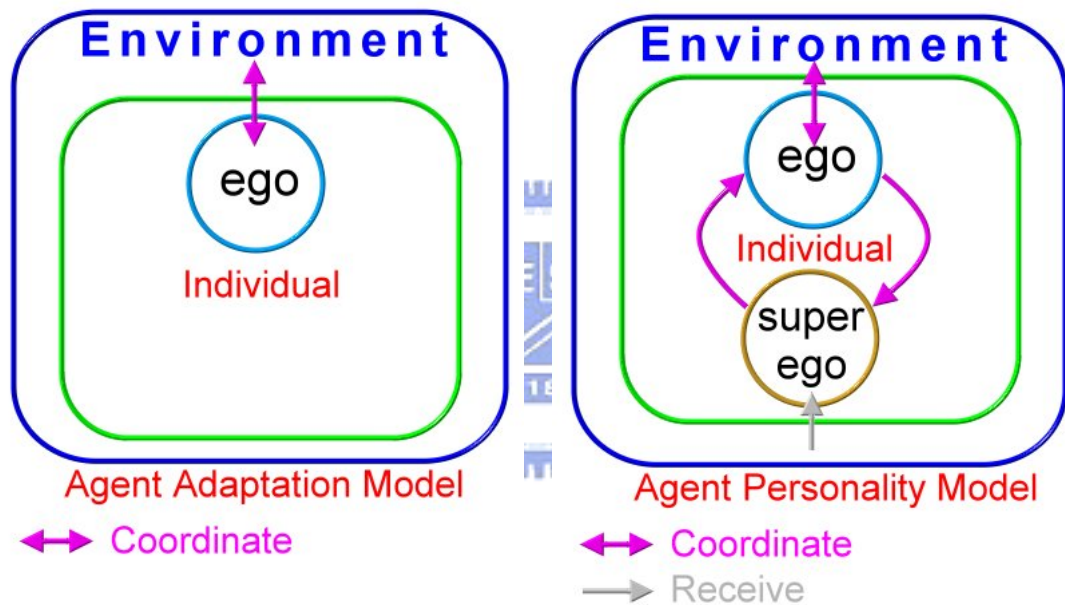 Environment
ego
Individual
Agent Adaptation Model
Coordinate
Environment
ego
Individual
super
ego
Agent Personality Model
Coordinate
Receive